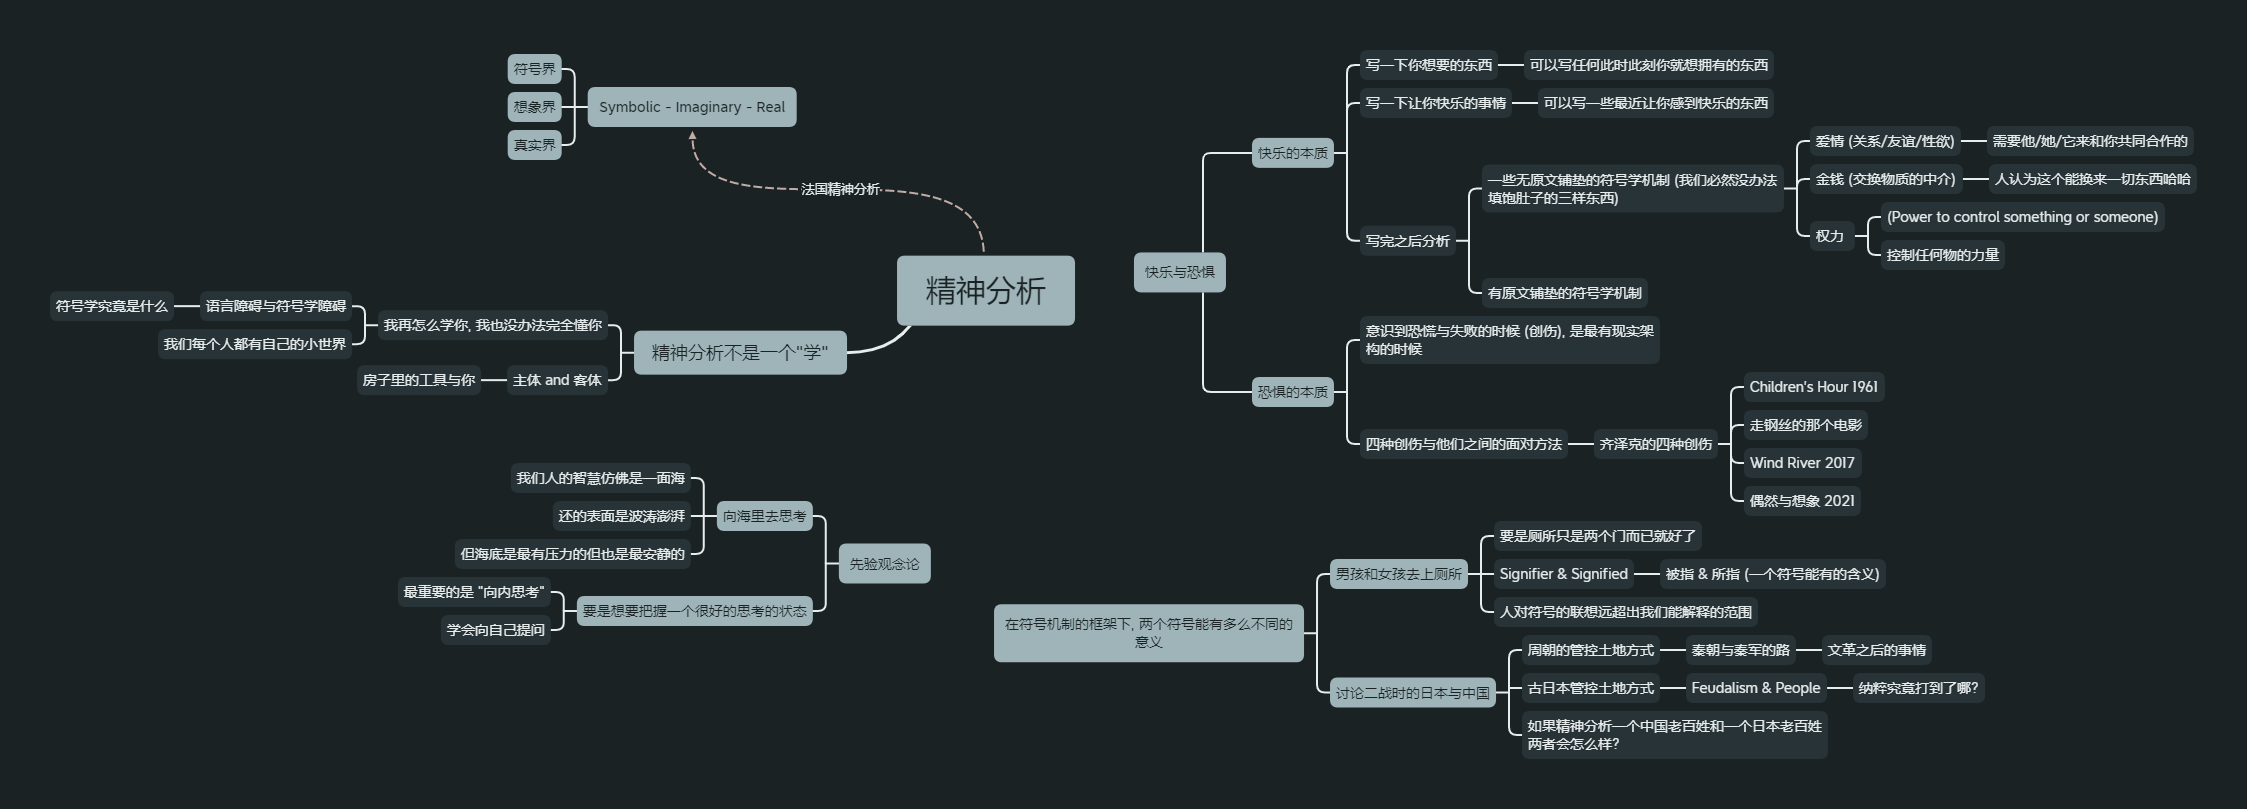 符号界
想象界
真实界
Symbolic - Imaginary - Real
法国精神分析
精神分析
精神分析不是一个"学"
我再怎么学你, 我也没办法完全懂你
语言障碍与符号学障碍
符号学究竟是什么
我们每个人都有自己的小世界
主体 and 客体
房子里的工具与你
先验观念论
向海里去思考
我们人的智慧仿佛是一面海
还的表面是波涛澎湃
但海底是最有压力的但也是最安静的
要是想要把握一个很好的思考的状态
最重要的是 "向内思考"
学会向自己提问
快乐与恐惧
快乐的本质
写一下你想要的东西
可以写任何此时此刻你就想拥有的东西
写一下让你快乐的事情
可以写一些最近让你感到快乐的东西
写完之后分析
一些无原文铺垫的符号学机制 (我们必然没办法
填饱肚子的三样东西)
爱情 (关系/友谊/性欲)
需要他/她/它来和你共同合作的
金钱 (交换物质的中介)
人认为这个能换来一切东西哈哈
权力
(Power to control something or someone)
控制任何物的力量
有原文铺垫的符号学机制
恐惧的本质
意识到恐慌与失败的时候 (创伤), 是最有现实架
构的时候
四种创伤与他们之间的面对方法
齐泽克的四种创伤
Children's Hour 1961
走钢丝的那个电影
Wind River 2017
偶然与想象 2021
在符号机制的框架下, 两个符号能有多么不同的
意义
男孩和女孩去上厕所
要是厕所只是两个门而已就好了
Signifier & Signified
被指 & 所指 (一个符号能有的含义)
人对符号的联想远超出我们能解释的范围
讨论二战时的日本与中国
周朝的管控土地方式
秦朝与秦军的路
文革之后的事情
古日本管控土地方式
Feudalism & People
纳粹究竟打到了哪?
如果精神分析一个中国老百姓和一个日本老百姓
两者会怎么样?